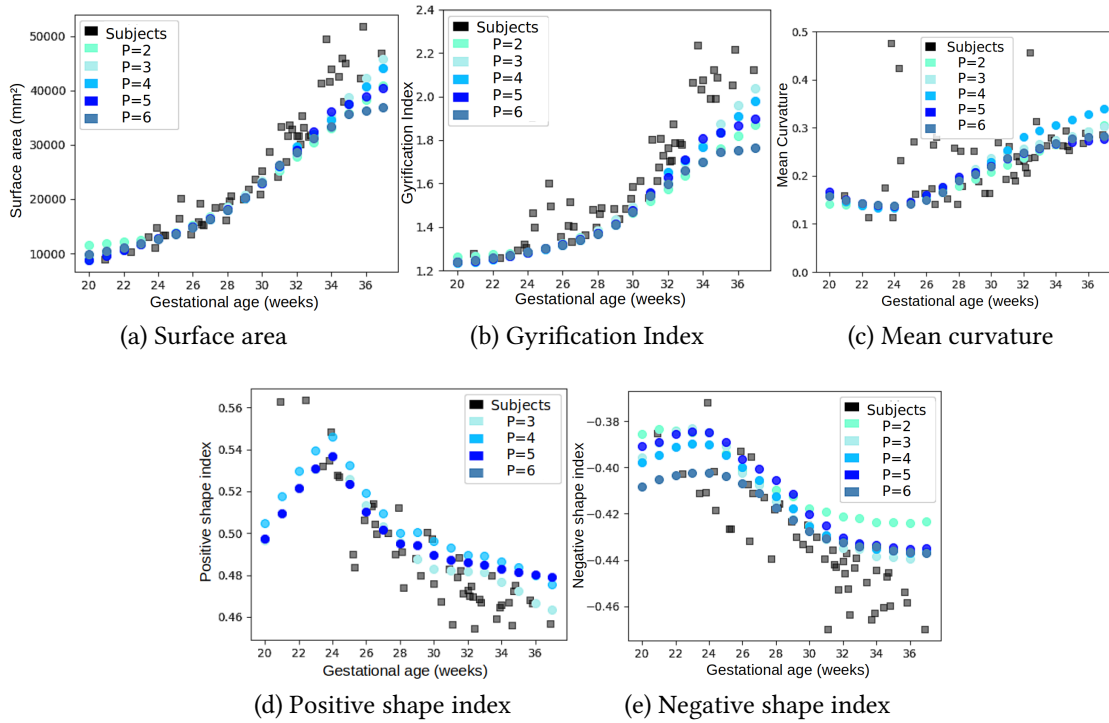 Surface area (mm²)
50000
40000
30000
20000
10000
Subjects
P=2
P=3
P=4
P=5
P=6
20 22 24 26 28 30 32 34 36
Gestational age (weeks)
(a) Surface area
Gyrification Index
2.4
2.2
2.0
1.8
1.6
1.4
1.2
Subjects
P=2
P=3
P=4
P=5
P=6
20 22 24 26 28 30 32 34 36
Gestational age (weeks)
(b) Gyrification Index
Mean Curvature
0.5
0.4
0.3
0.2
0.1
0.0
Subjects
P=2
P=3
P=4
P=5
P=6
20 22 24 26 28 30 32 34 36
Gestational age (weeks)
(c) Mean curvature
Positive shape index
0.56
0.54
0.52
0.50
0.48
0.46
Subjects
P=3
P=4
P=5
P=6
20 22 24 26 28 30 32 34 36
Gestational age (weeks)
(d) Positive shape index
Negative shape index
−0.38
−0.40
−0.42
−0.44
−0.46
Subjects
P=2
P=3
P=4
P=5
P=6
20 22 24 26 28 30 32 34 36
Gestational age (weeks)
(e) Negative shape index